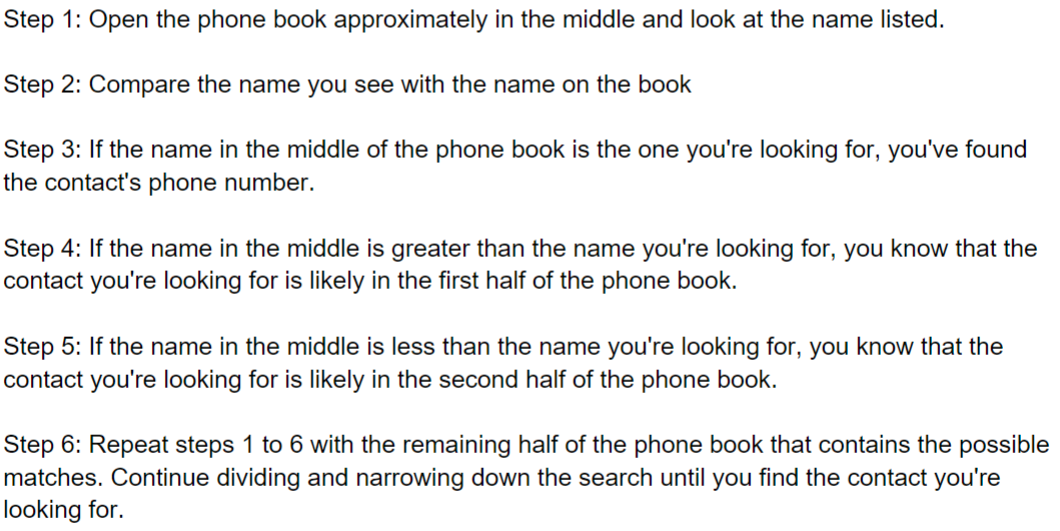 Step 1: Open the phone book approximately in the middle and look at the name listed.
Step 2: Compare the name you see with the name on the book
Step 3: If the name in the middle of the phone book is the one you're looking for, you've found
the contact's phone number.
Step 4: If the name in the middle is greater than the name you're looking for, you know that the
contact you're looking for is likely in the first half of the phone book.
Step 5: If the name in the middle is less than the name you're looking for, you know that the
contact you're looking for is likely in the second half of the phone book.
Step 6: Repeat steps 1 to 6 with the remaining half of the phone book that contains the possible
matches. Continue dividing and narrowing down the search until you find the contact you're
looking for.